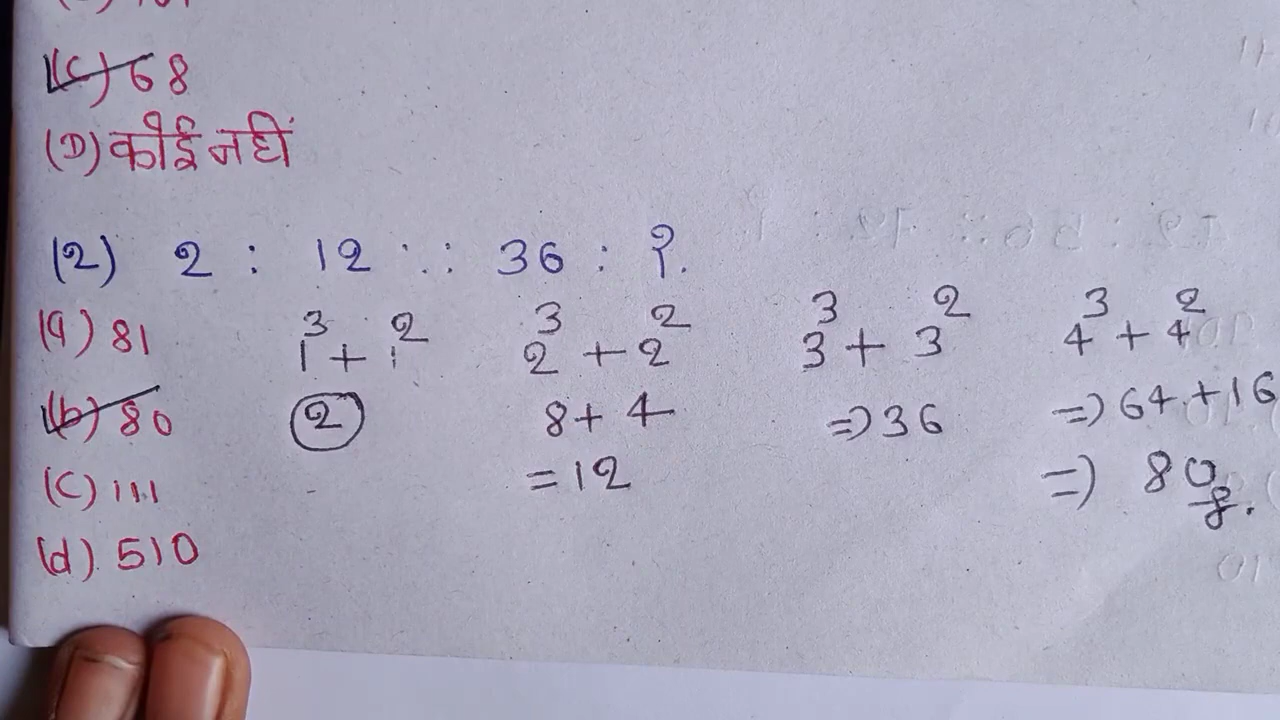 (C) 68
(D) कोई नहीं
(2) 2 : 12 :: 36 : ?.
(a) 81
1³ + 1² 2³ + 2² 3³ + 3² 4³ + 4²
(b) 80
2 8 + 4 => 36 => 64 + 16
= 12 => 80
(C) 111
(d) 510